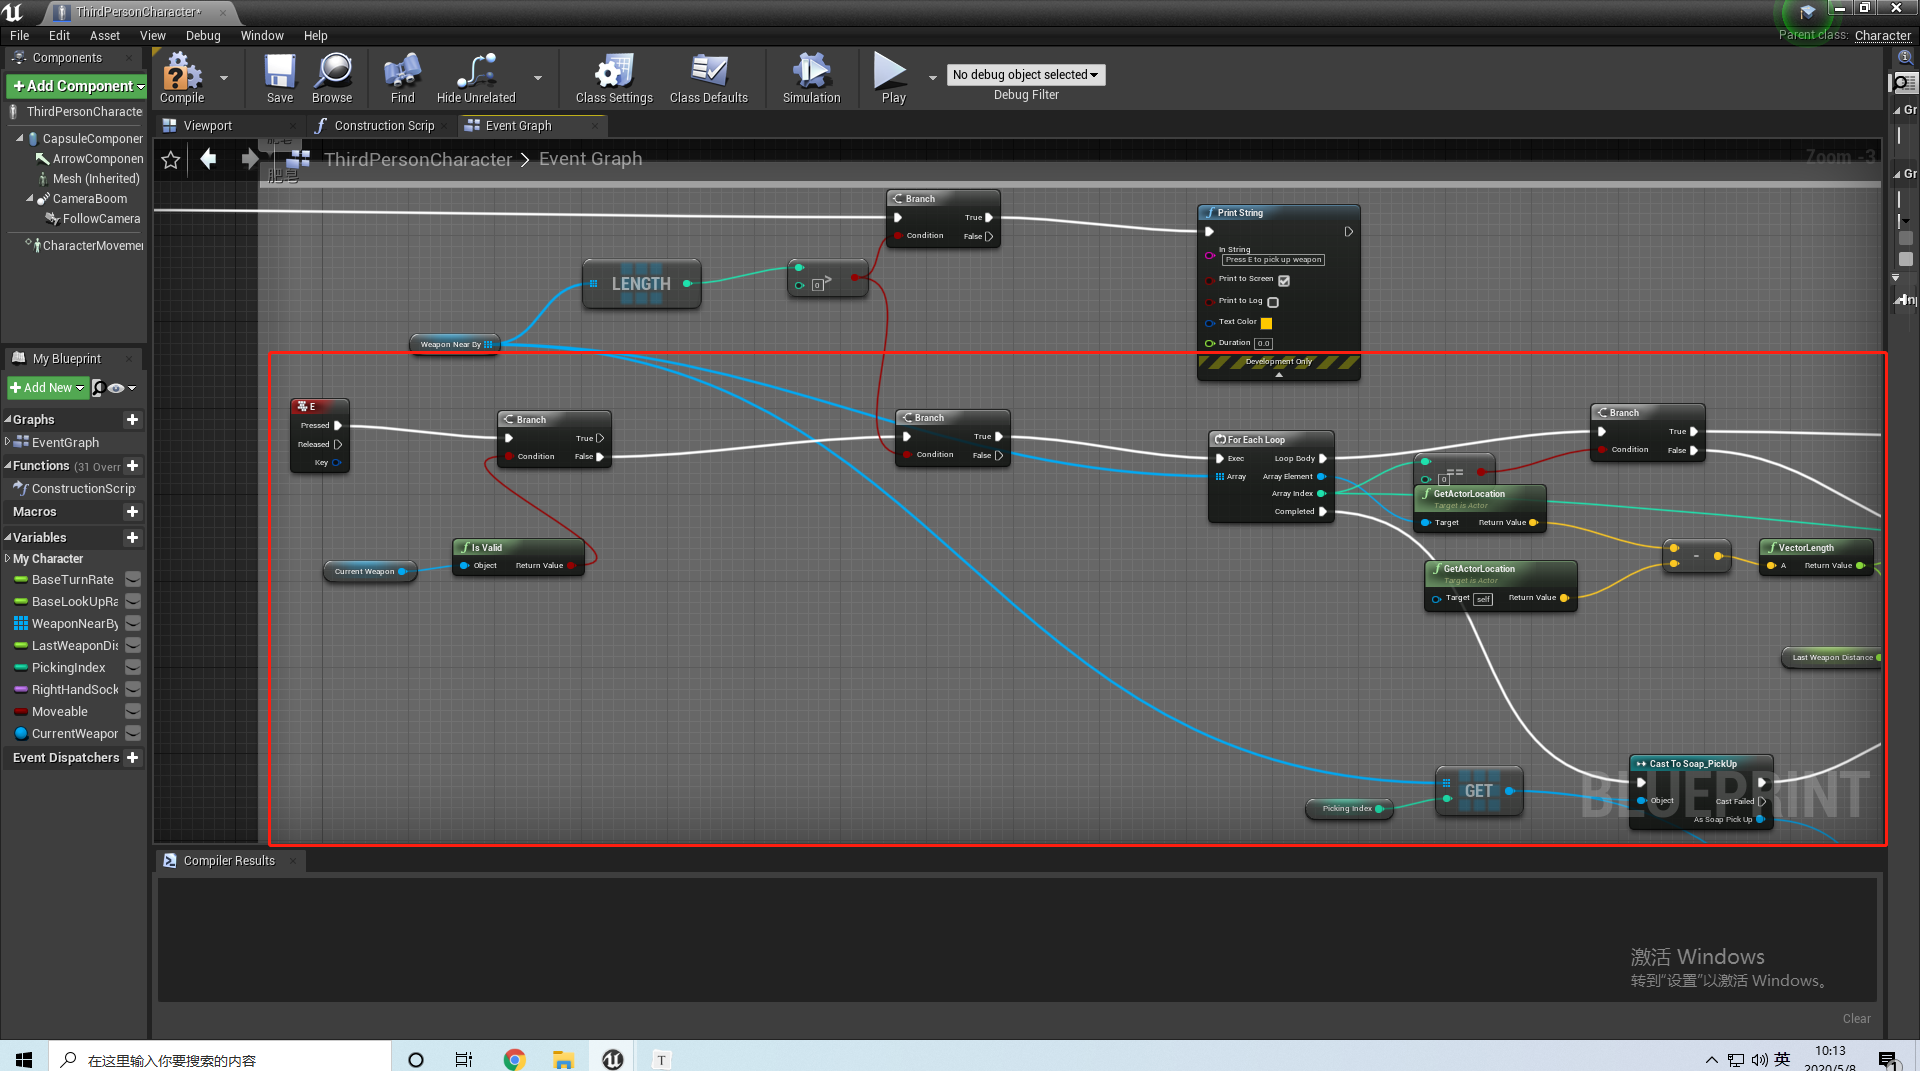 ThirdPersonCharacter*
File Edit Asset View Debug Window Help
Parent class: Character
Components
Add Component
Compile Save Browse Find Hide Unrelated Class Settings Class Defaults Simulation Play
No debug object selected
Debug Filter
ThirdPersonCharacte
CapsuleComponer
ArrowComponen
Mesh (Inherited)
CameraBoom
FollowCamera
CharacterMovemer
Viewport Construction Scrip Event Graph
ThirdPersonCharacter > Event Graph
Zoom -3
肥皂
Branch
True
Condition False
Print String
In String
Press E to pick up weapon
Print to Screen
Print to Log
Text Color
Duration 0.0
Development Only
LENGTH
0 >
Weapon Near By
My Blueprint
Add New
Graphs
EventGraph
Functions (31 Overr
ConstructionScrip
Macros
Variables
My Character
BaseTurnRate
BaseLookUpRa
WeaponNearBy
LastWeaponDis
PickingIndex
RightHandSock
Moveable
CurrentWeapon
Event Dispatchers
E
Pressed
Released
Key
Branch
True
Condition False
Is Valid
Object Return Value
Current Weapon
Branch
True
Condition False
For Each Loop
Exec Loop Body
Array Array Element
Array Index
Completed
0 ==
GetActorLocation
Target is Actor
Target Return Value
GetActorLocation
Target is Actor
Target self Return Value
Branch
True
Condition False
-
VectorLength
A Return Value
Last Weapon Distance
Picking Index
GET
Cast To Soap_PickUp
Object Cast Failed
As Soap Pick Up
BLUEPRINT
Compiler Results
激活 Windows
转到"设置"以激活 Windows。
Clear
在这里输入你要搜索的内容
英
10:13
2020/5/8